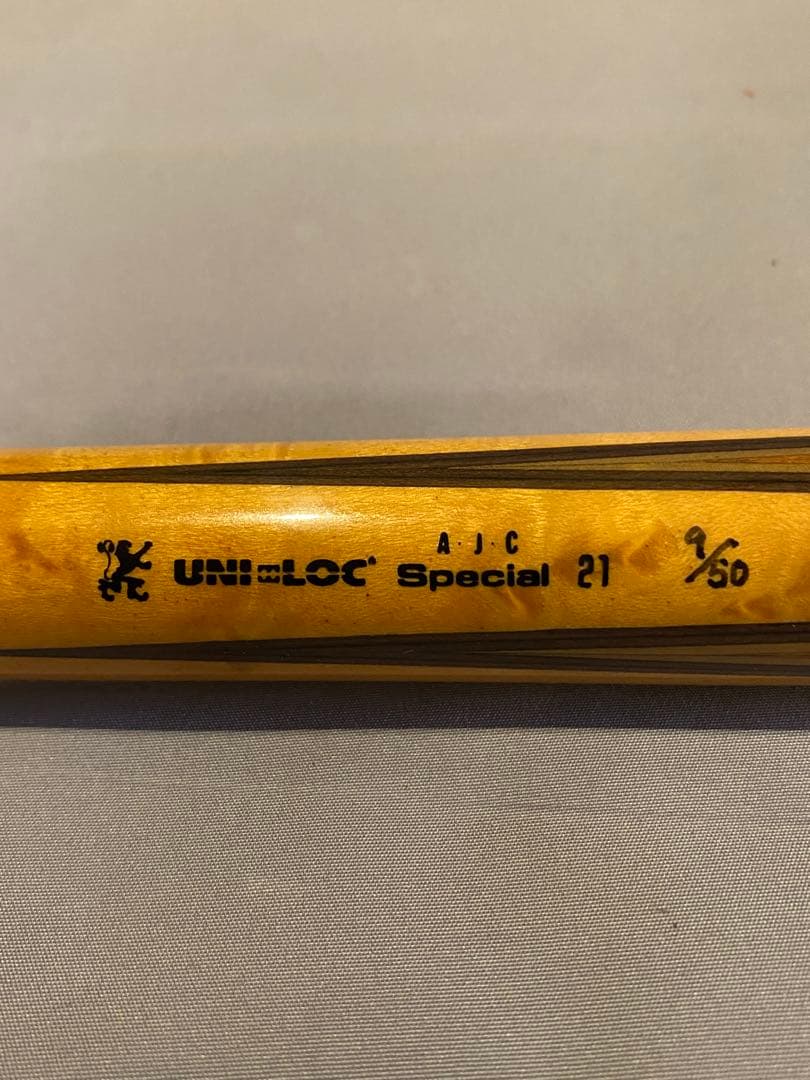 UNI-LOC
A·J·C
Special 21 9/50